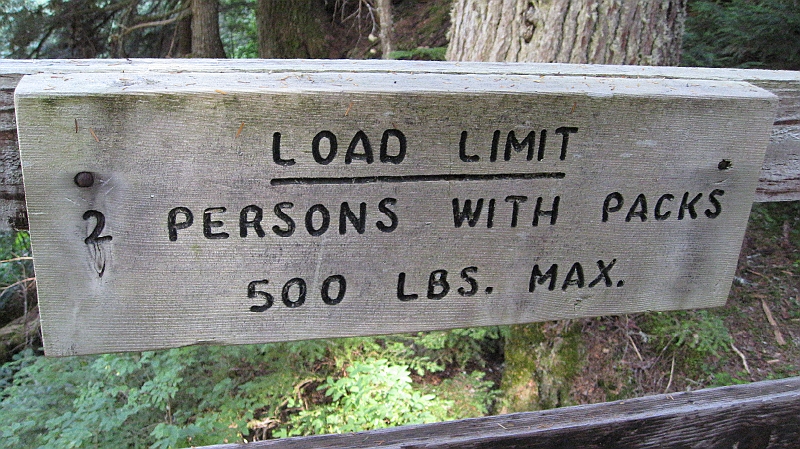 LOAD LIMIT
2 PERSONS WITH PACKS
500 LBS. MAX.